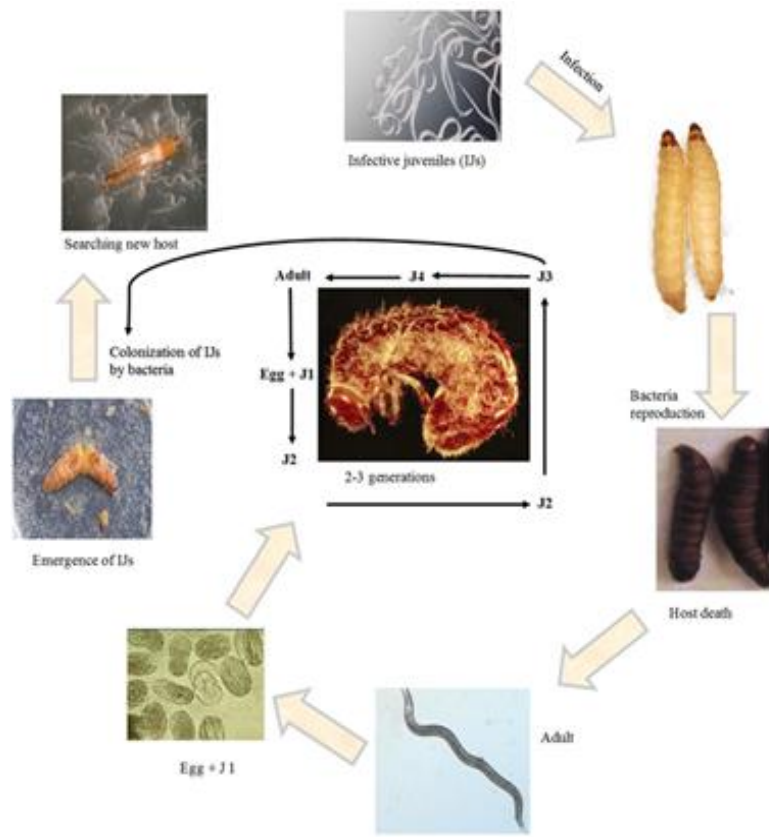 Infection
Infective juveniles (IJs)
Searching new host
Adult
J4
J3
Colonization of IJs
by bacteria
Egg + J1
J2
2-3 generations
J2
Bacteria
reproduction
Emergence of IJs
Host death
Adult
Egg + J 1